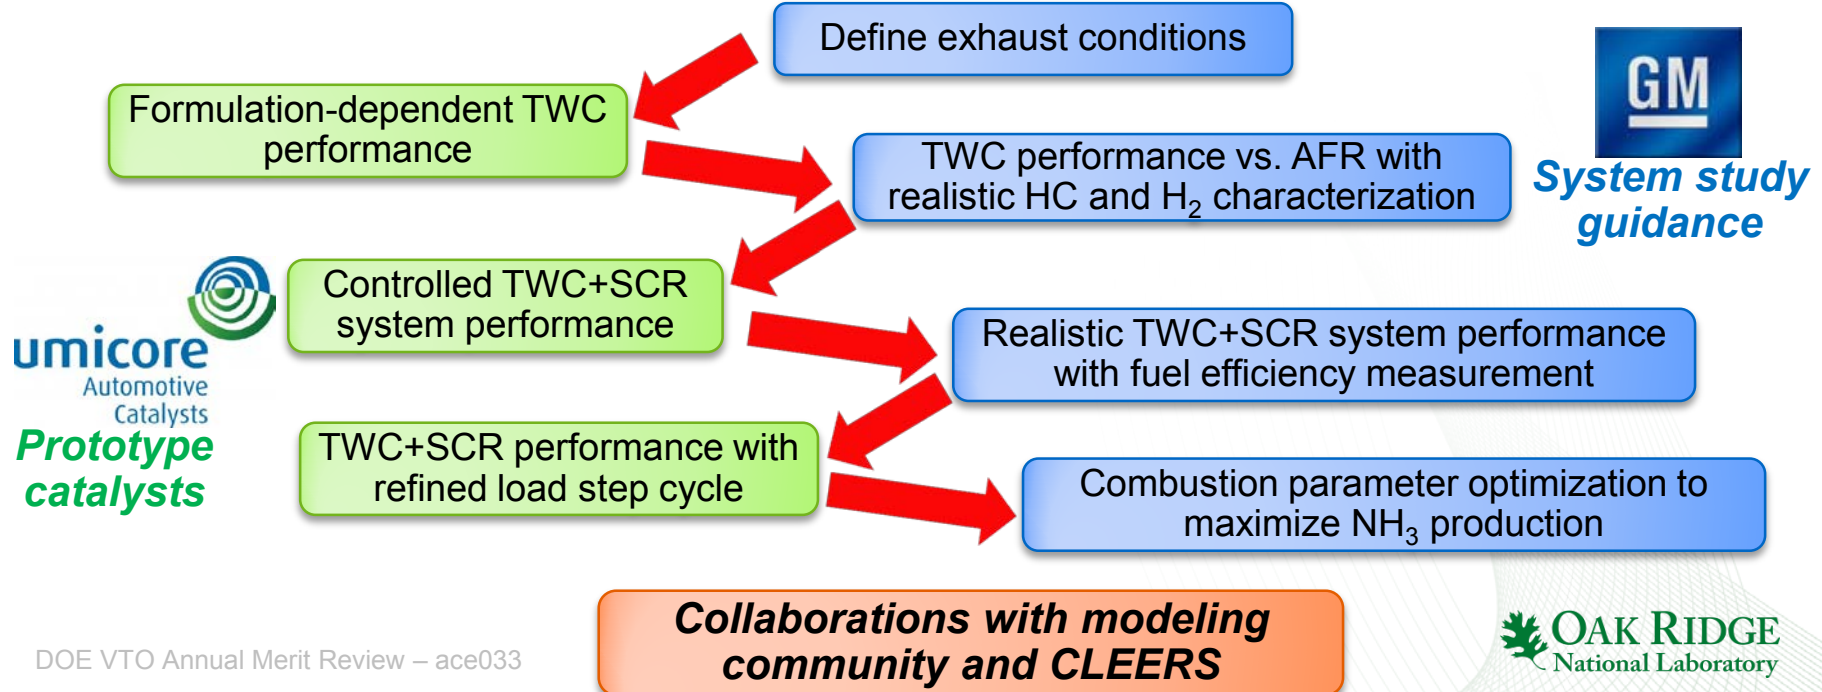 Define exhaust conditions
GM
System study
guidance
Formulation-dependent TWC
performance
TWC performance vs. AFR with
realistic HC and H₂ characterization
umicore
Automotive
Catalysts
Prototype
catalysts
Controlled TWC+SCR
system performance
Realistic TWC+SCR system performance
with fuel efficiency measurement
TWC+SCR performance with
refined load step cycle
Combustion parameter optimization to
maximize NH₃ production
Collaborations with modeling
community and CLEERS
DOE VTO Annual Merit Review – ace033
OAK RIDGE
National Laboratory